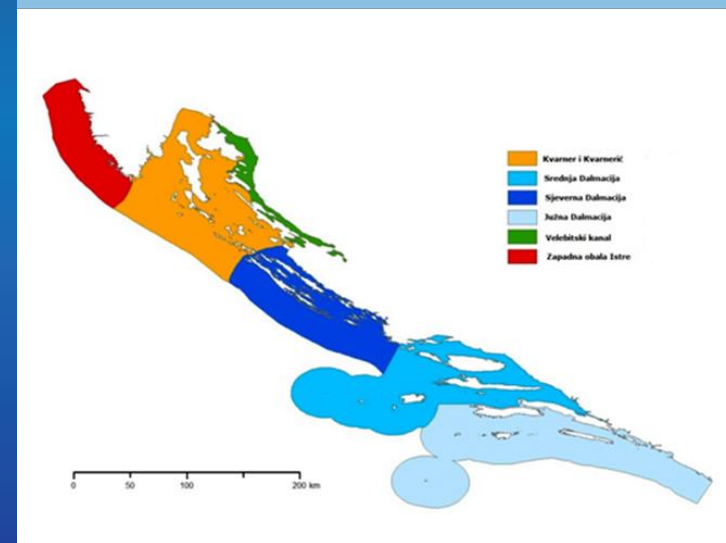 Kvarner i Kvarnerić
Srednja Dalmacija
Sjeverna Dalmacija
Južna Dalmacija
Velebitski kanal
Zapadna obala Istre
0 50 100 200 km